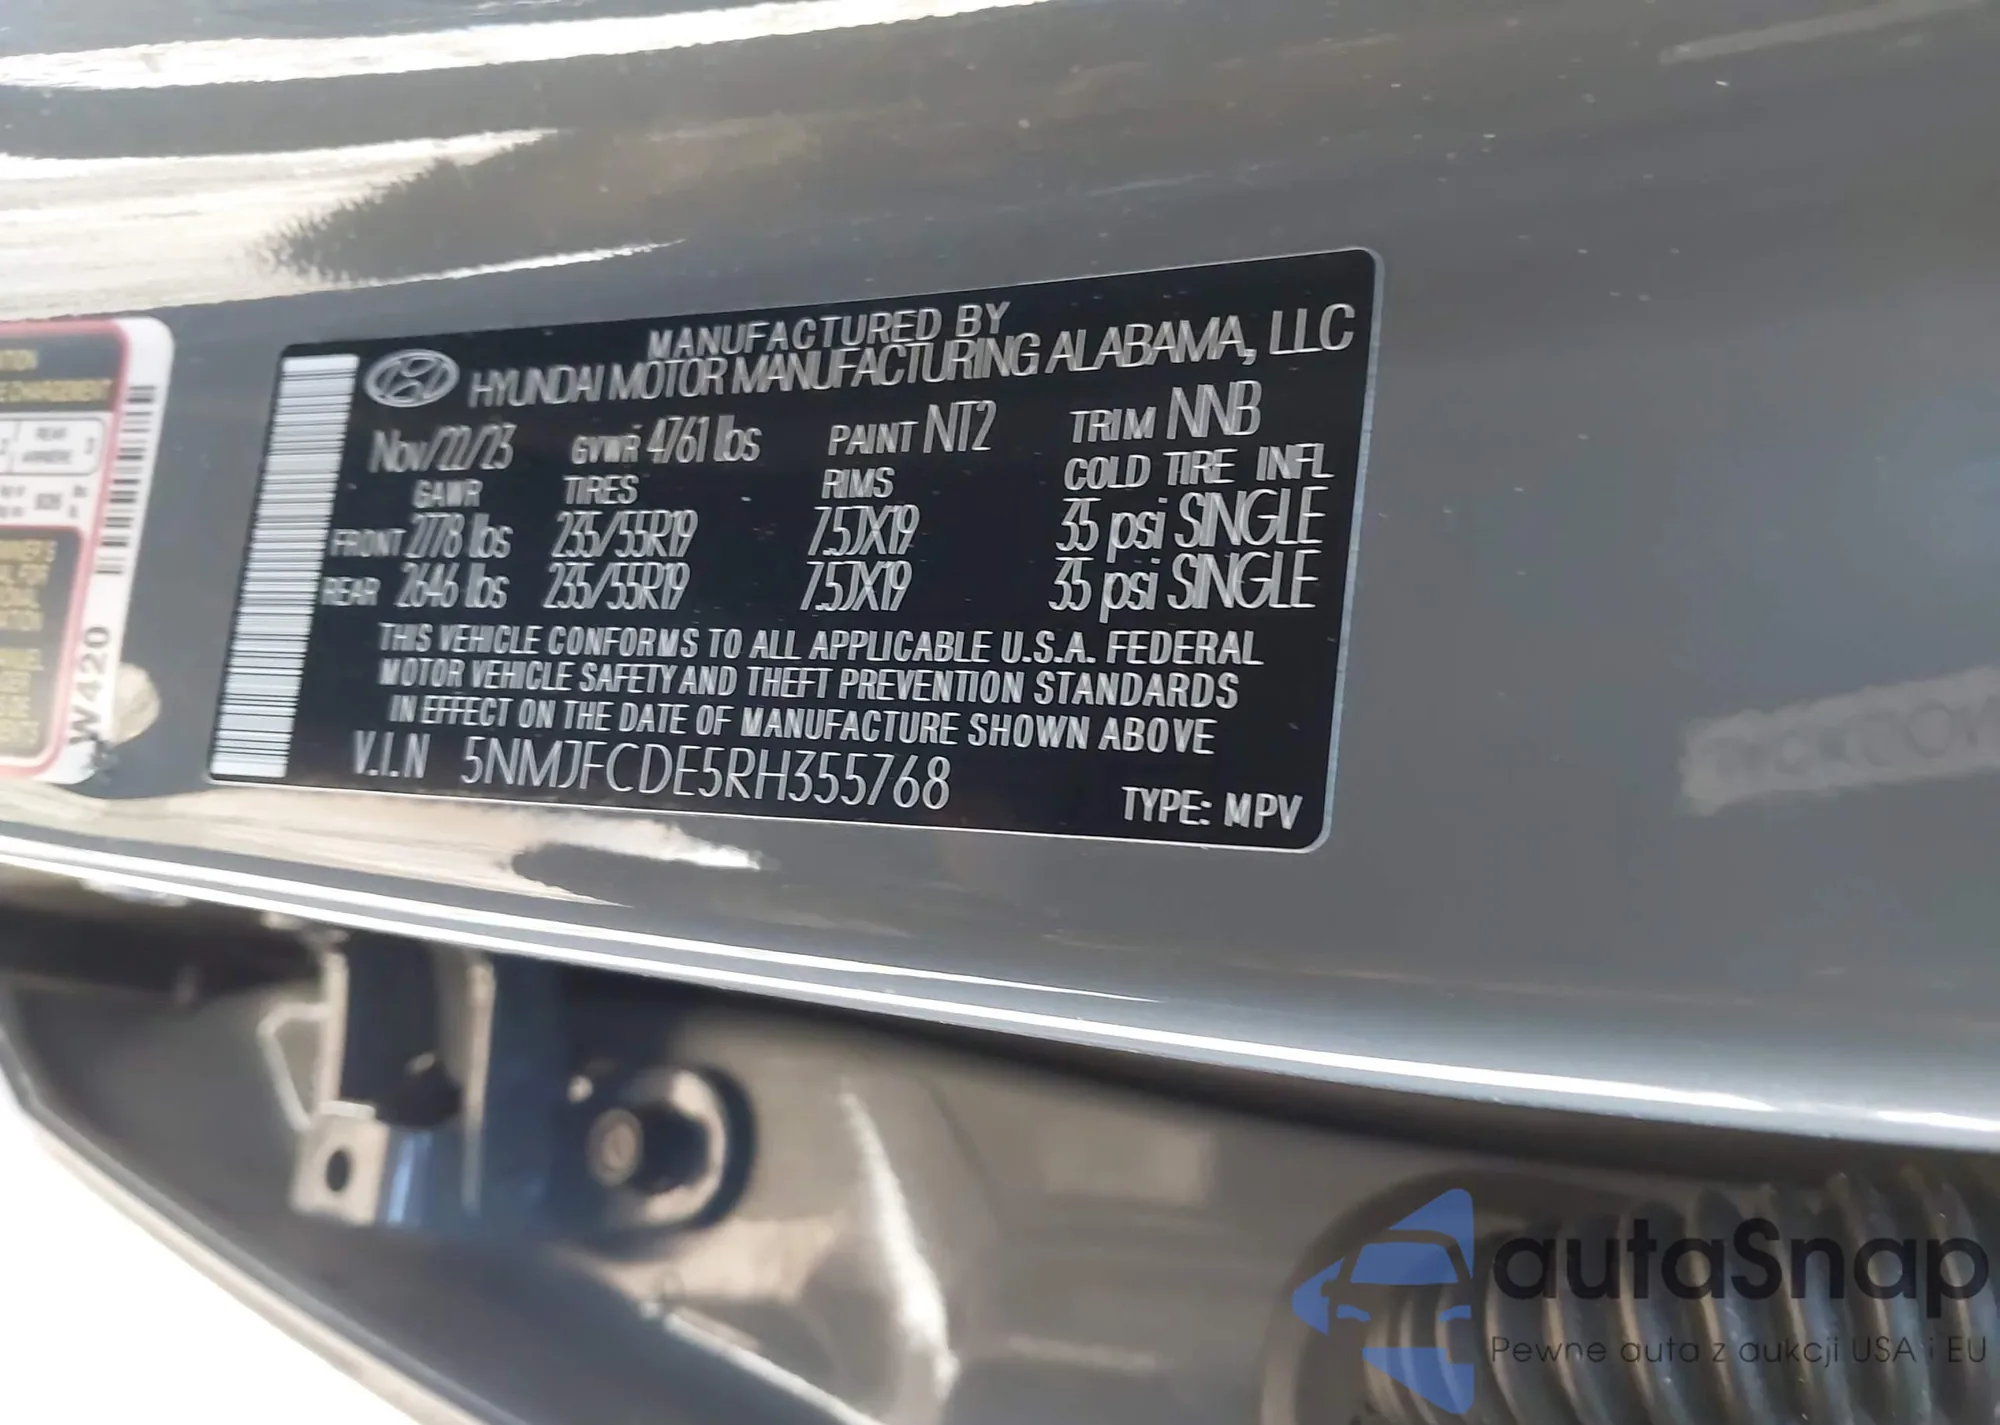 MANUFACTURED BY
HYUNDAI MOTOR MANUFACTURING ALABAMA, LLC
Nov/22/23 GVWR 4761 lbs PAINT NT2 TRIM NNB
GAWR TIRES RIMS COLD TIRE INFL
FRONT 2778 lbs 235/55R19 7.5JX19 35 psi SINGLE
REAR 2646 lbs 235/55R19 7.5JX19 35 psi SINGLE
THIS VEHICLE CONFORMS TO ALL APPLICABLE U.S.A. FEDERAL
MOTOR VEHICLE SAFETY AND THEFT PREVENTION STANDARDS
IN EFFECT ON THE DATE OF MANUFACTURE SHOWN ABOVE
V.I.N 5NMJFCDE5RH355768
TYPE: MPV
W420
autaSnap
Pewne auta z aukcji USA i EU